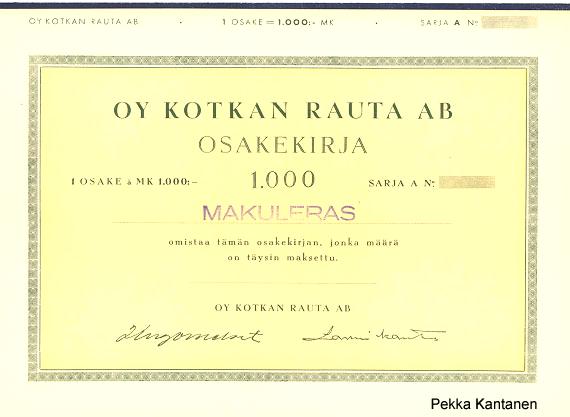 OY KOTKAN RAUTA AB · 1 OSAKE = 1.000:- MK · SARJA A Nº
OY KOTKAN RAUTA AB
OSAKEKIRJA
1 OSAKE à MK 1.000:- 1.000 SARJA A Nº
MAKULERAS
omistaa tämän osakekirjan, jonka määrä
on täysin maksettu.
OY KOTKAN RAUTA AB
Pekka Kantanen